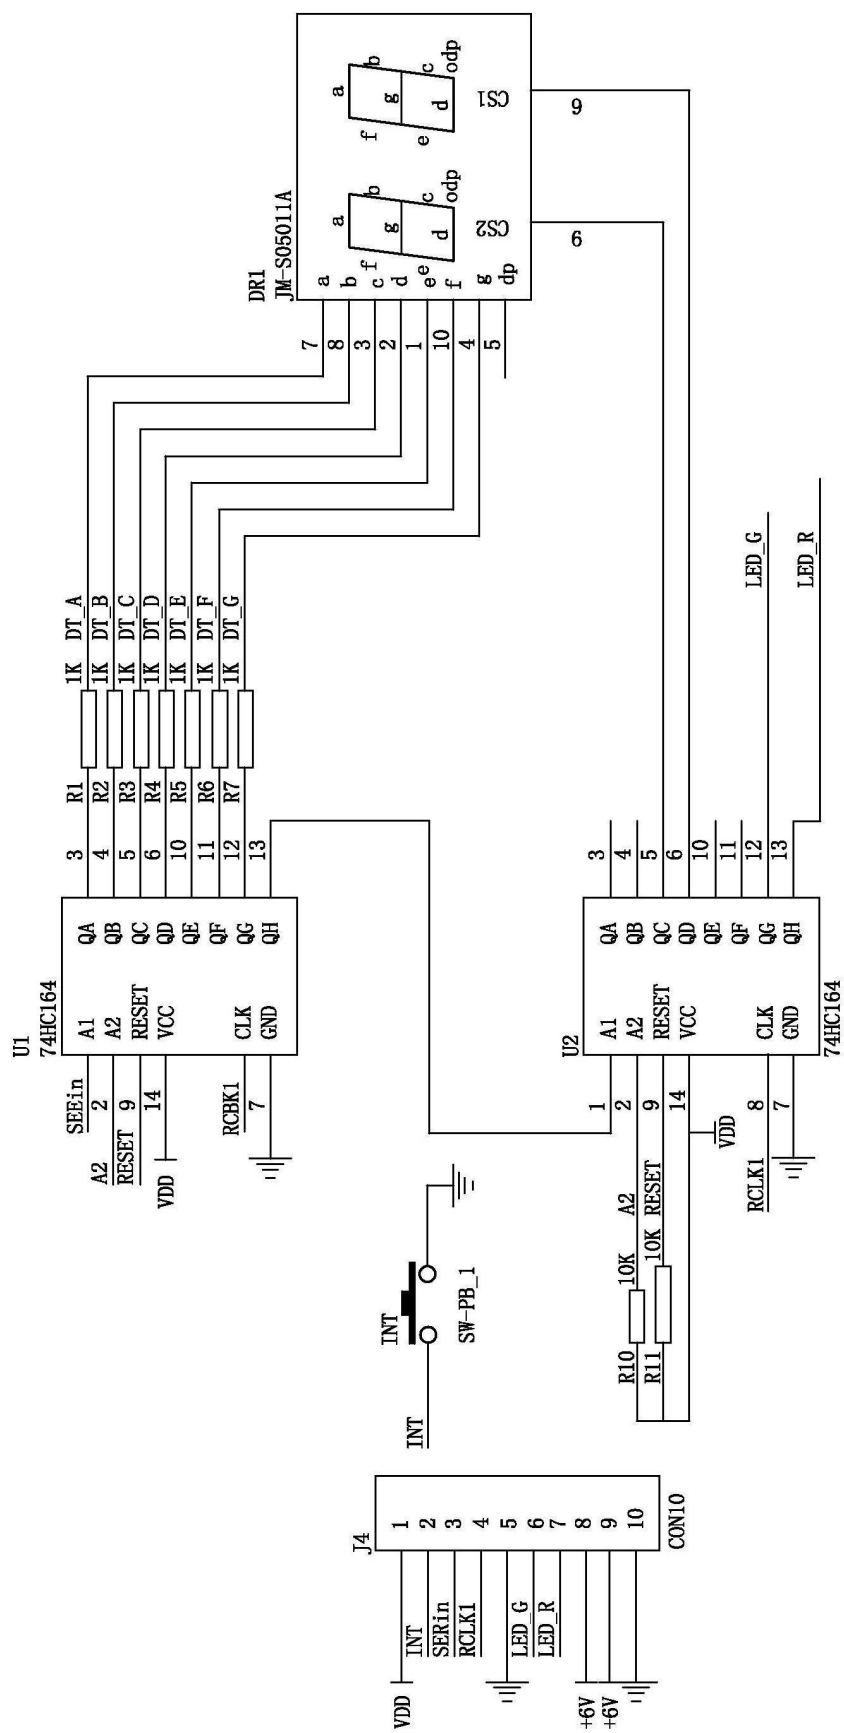 U1
74HC164
SEEin
2
A2
9
RESET
14
VDD
RCBK1
7
A1
A2
RESET
VCC
CLK
GND
QA
QB
QC
QD
QE
QF
QG
QH
3
4
5
6
10
11
12
13
R1 1K DT_A
R2 1K DT_B
R3 1K DT_C
R4 1K DT_D
R5 1K DT_E
R6 1K DT_F
R7 1K DT_G
DR1
JM-S05011A
7 a
8 b
3 c
2 d
1 e
10 f
4 g
5 dp
a
b
c
d
e
f
g
odp
CS2
9
a
b
c
d
e
f
g
odp
CS1
6
INT
INT
SW-PB_1
J4
VDD
1
INT
2
SERin
3
RCLK1
4
5
LED_G
6
LED_R
7
+6V
8
+6V
9
10
CON10
R10 10K A2
R11 10K RESET
VDD
RCLK1
U2
74HC164
1
2
9
14
8
7
A1
A2
RESET
VCC
CLK
GND
QA
QB
QC
QD
QE
QF
QG
QH
3
4
5
6
10
11
12
13
LED_G
LED_R